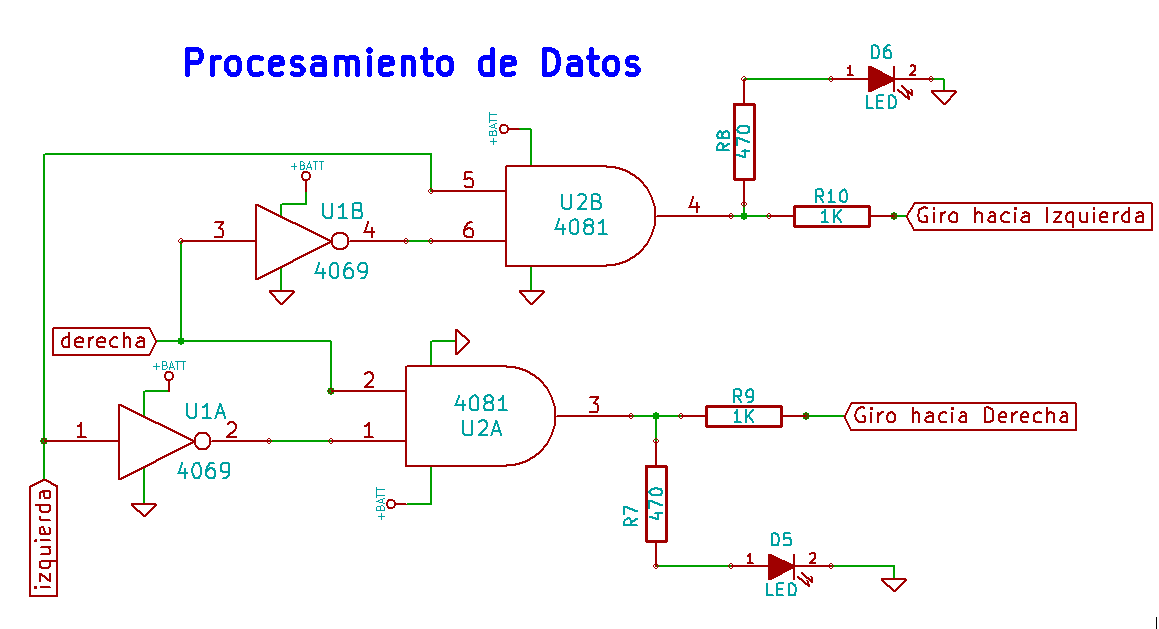 Procesamiento de Datos
D6
1 2
LED
+BATT
R8
470
+BATT
5
U2B
4081
4
R10
1K
Giro hacia Izquierda
3
U1B
4
6
4069
derecha
+BATT
2
4081
U2A
3
R9
1K
Giro hacia Derecha
1
U1A
2
1
4069
+BATT
R7
470
izquierda
D5
1 2
LED